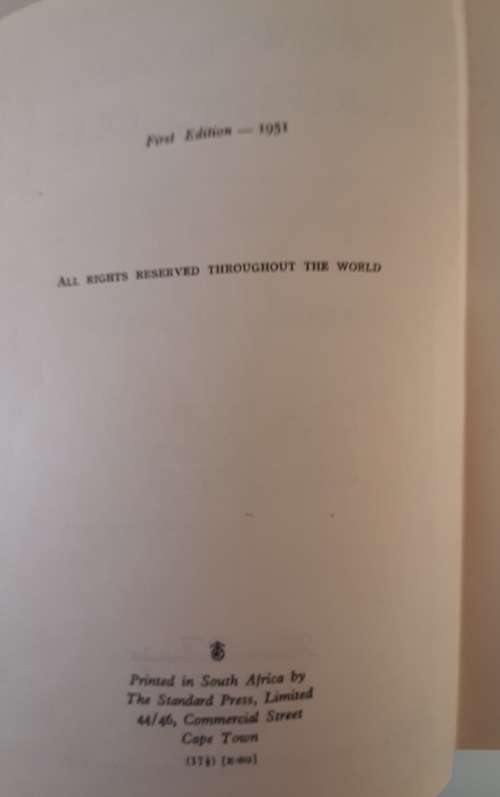 First Edition — 1951
ALL RIGHTS RESERVED THROUGHOUT THE WORLD
Printed in South Africa by
The Standard Press, Limited
44/46, Commercial Street
Cape Town